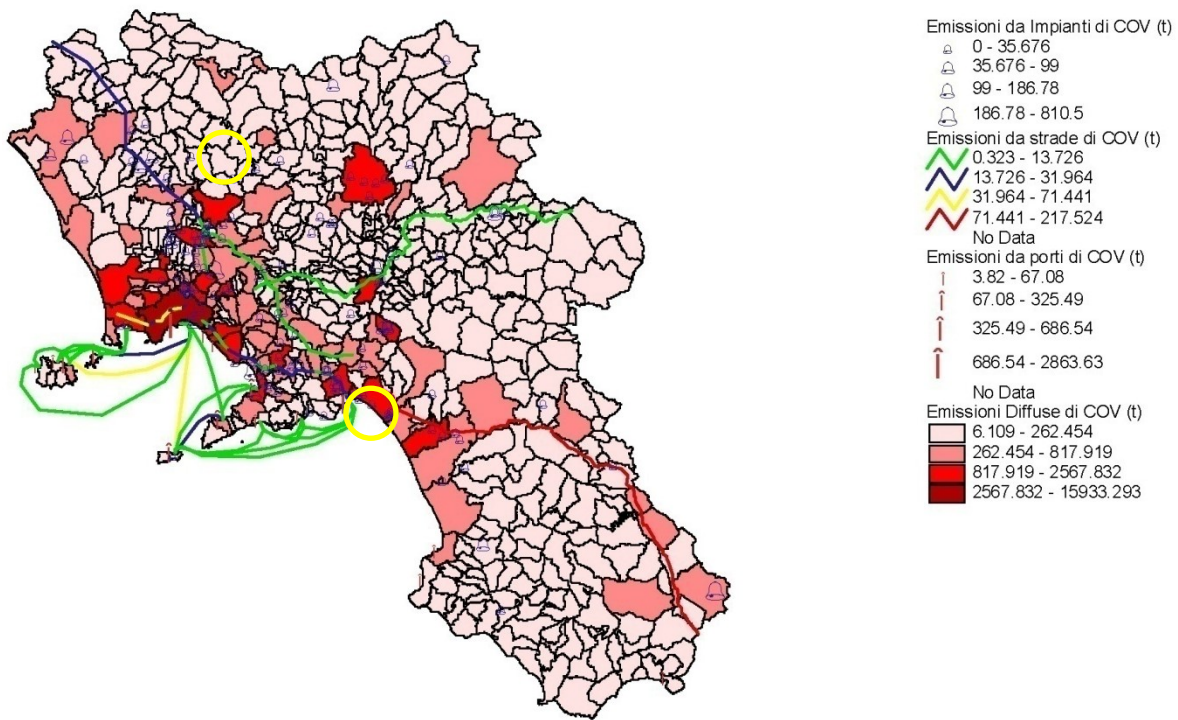 Emissioni da Impianti di COV (t)
0 - 35.676
35.676 - 99
99 - 186.78
186.78 - 810.5
Emissioni da strade di COV (t)
0.323 - 13.726
13.726 - 31.964
31.964 - 71.441
71.441 - 217.524
No Data
Emissioni da porti di COV (t)
3.82 - 67.08
67.08 - 325.49
325.49 - 686.54
686.54 - 2863.63
No Data
Emissioni Diffuse di COV (t)
6.109 - 262.454
262.454 - 817.919
817.919 - 2567.832
2567.832 - 15933.293